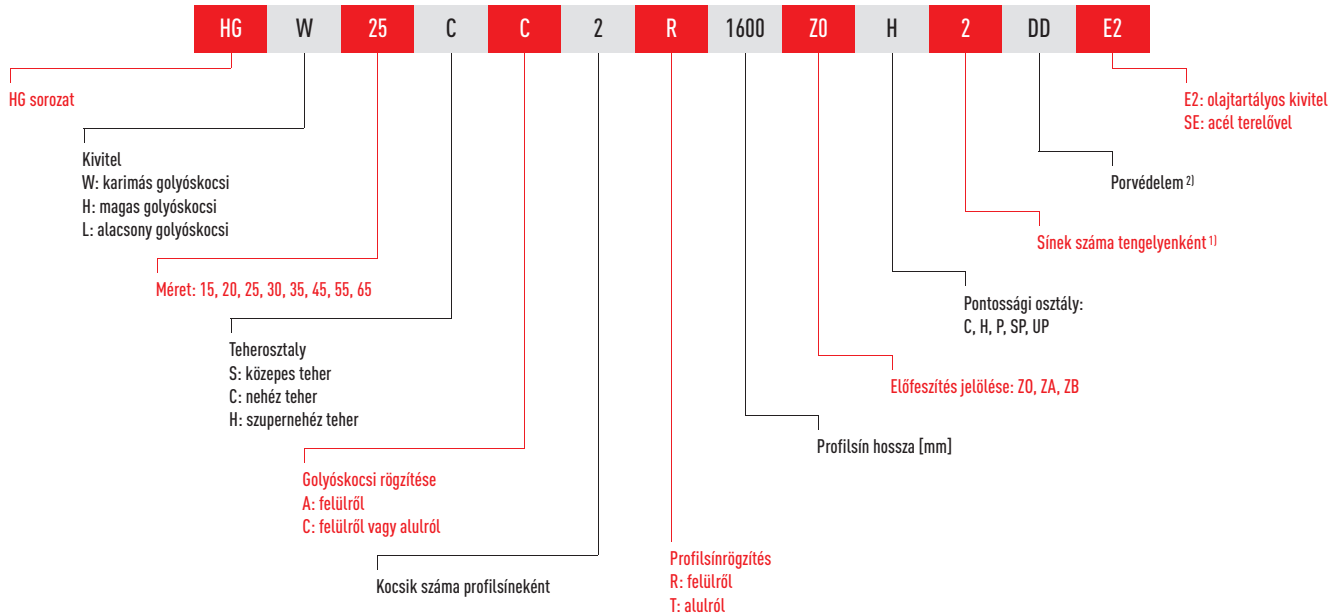 HG W 25 C C 2 R 1600 Z0 H 2 DD E2
HG sorozat
Kivitel
W: karimás golyóskocsi
H: magas golyóskocsi
L: alacsony golyóskocsi
Méret: 15, 20, 25, 30, 35, 45, 55, 65
Teherosztaly
S: közepes teher
C: nehéz teher
H: szupernehéz teher
Golyóskocsi rögzítése
A: felülről
C: felülről vagy alulról
Kocsik száma profilsíneként
Profilsínrögzítés
R: felülről
T: alulról
Profilsín hossza [mm]
Előfeszítés jelölése: Z0, ZA, ZB
Pontossági osztály:
C, H, P, SP, UP
Sínek száma tengelyenként 1)
Porvédelem 2)
E2: olajtartályos kivitel
SE: acél terelővel